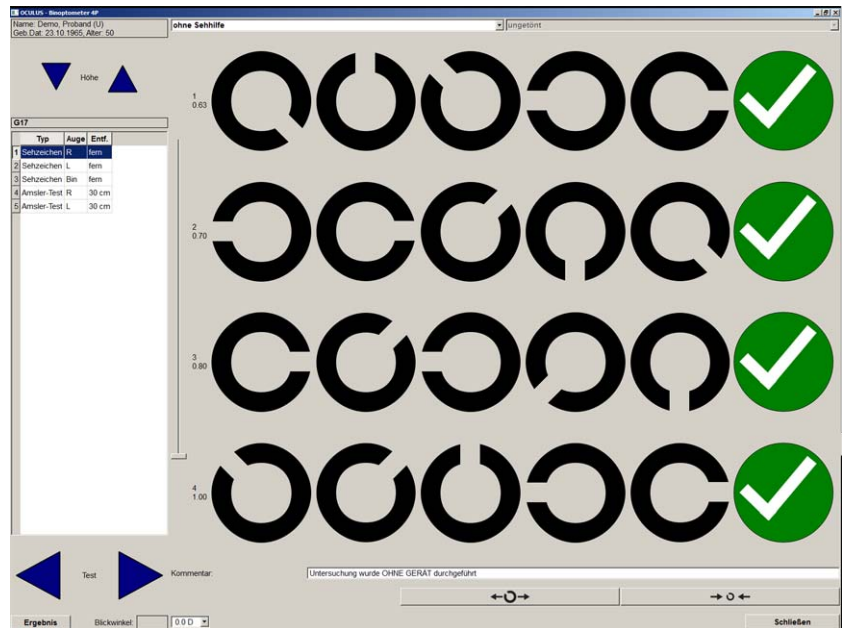 OCULUS - Binoptometer 4P
Name: Demo, Proband (U)
Geb.Dat: 23.10.1965, Alter: 50
ohne Sehhilfe
ungetönt
Höhe
G17
Typ Auge Entf.
1 Sehzeichen R fern
2 Sehzeichen L fern
3 Sehzeichen Bin fern
4 Amsler-Test R 30 cm
5 Amsler-Test L 30 cm
1
0.63
2
0.70
3
0.80
4
1.00
Test
Kommentar:
Untersuchung wurde OHNE GERÄT durchgeführt
Ergebnis
Blickwinkel:
0.0 D
Schließen